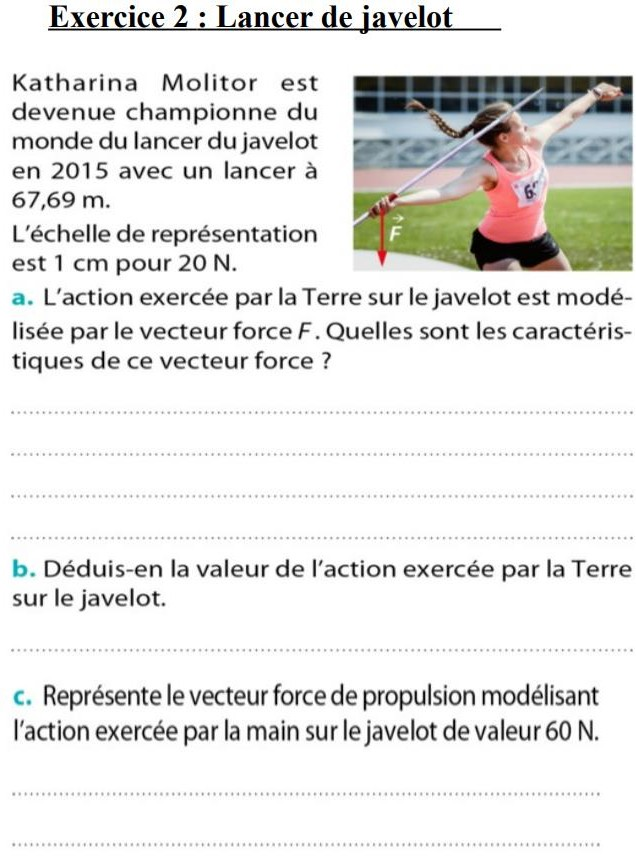 Exercice 2 : Lancer de javelot
Katharina Molitor est
devenue championne du
monde du lancer du javelot
en 2015 avec un lancer à
67,69 m.
L’échelle de représentation
est 1 cm pour 20 N.
F
6
a. L’action exercée par la Terre sur le javelot est modé-
lisée par le vecteur force F. Quelles sont les caractéris-
tiques de ce vecteur force ?
b. Déduis-en la valeur de l’action exercée par la Terre
sur le javelot.
c. Représente le vecteur force de propulsion modélisant
l’action exercée par la main sur le javelot de valeur 60 N.